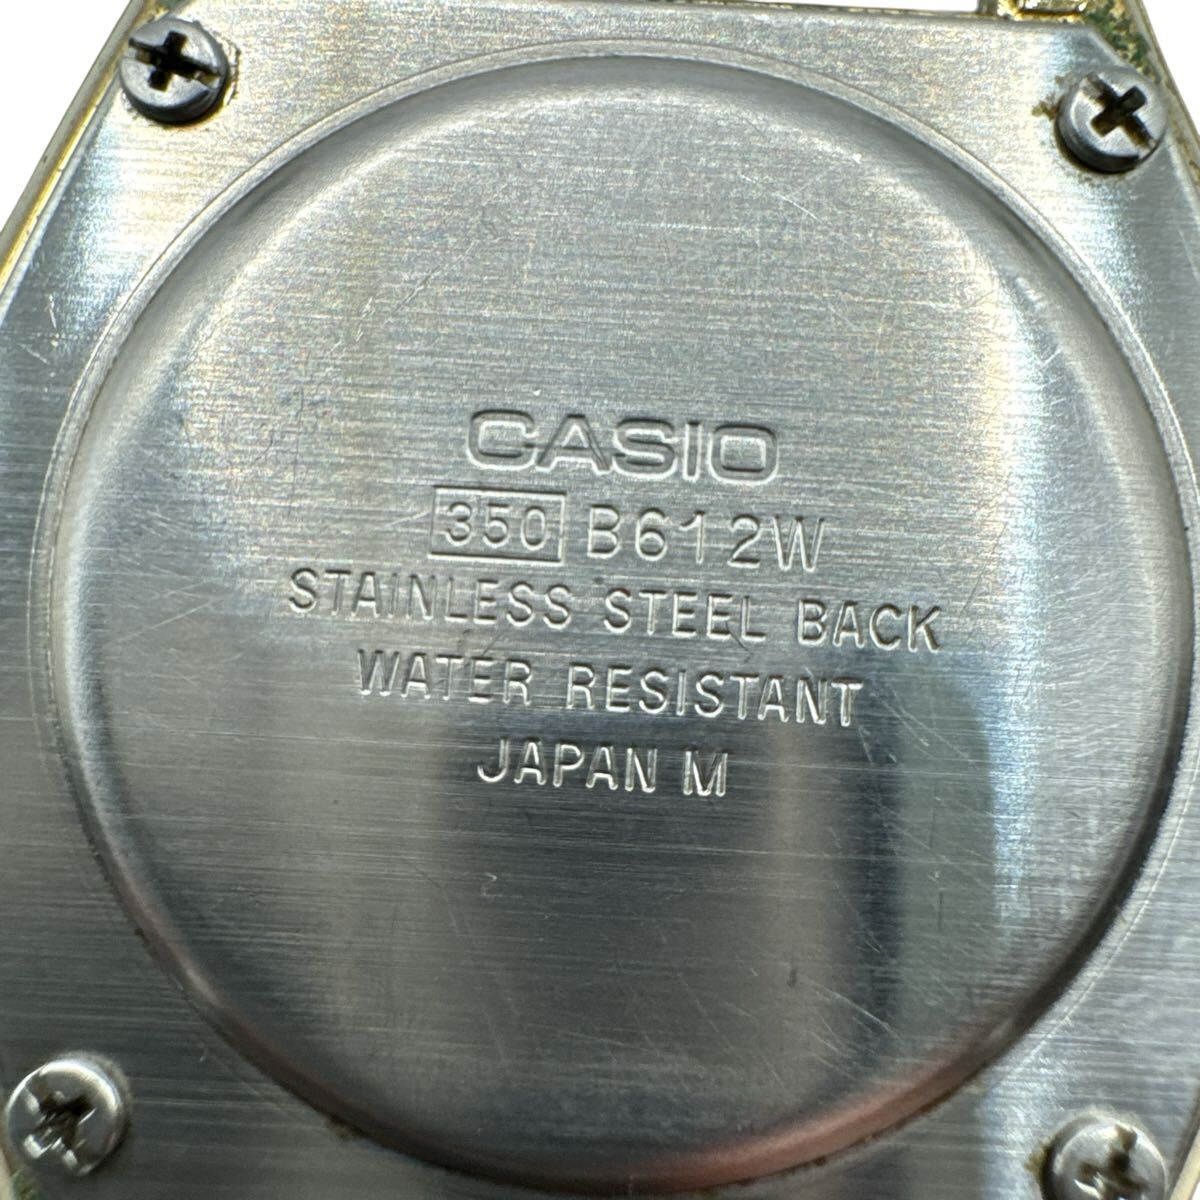 CASIO
350 B612W
STAINLESS STEEL BACK
WATER RESISTANT
JAPAN M